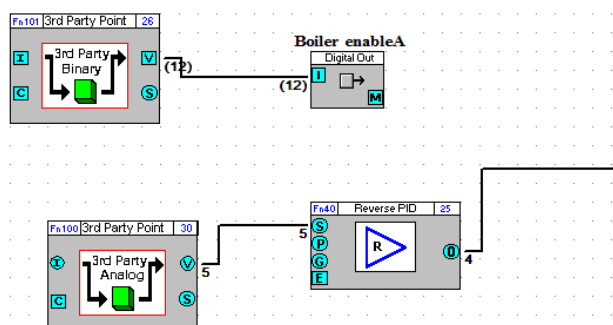 Fn101 3rd Party Point 26
I 3rd Party Binary V
(12)
C S
Boiler enableA
Digital Out
(12) I
M
Fn40 Reverse PID 25
5 S
P R
G O
4
E
Fn100 3rd Party Point 30
I 3rd Party Analog V
5
C S